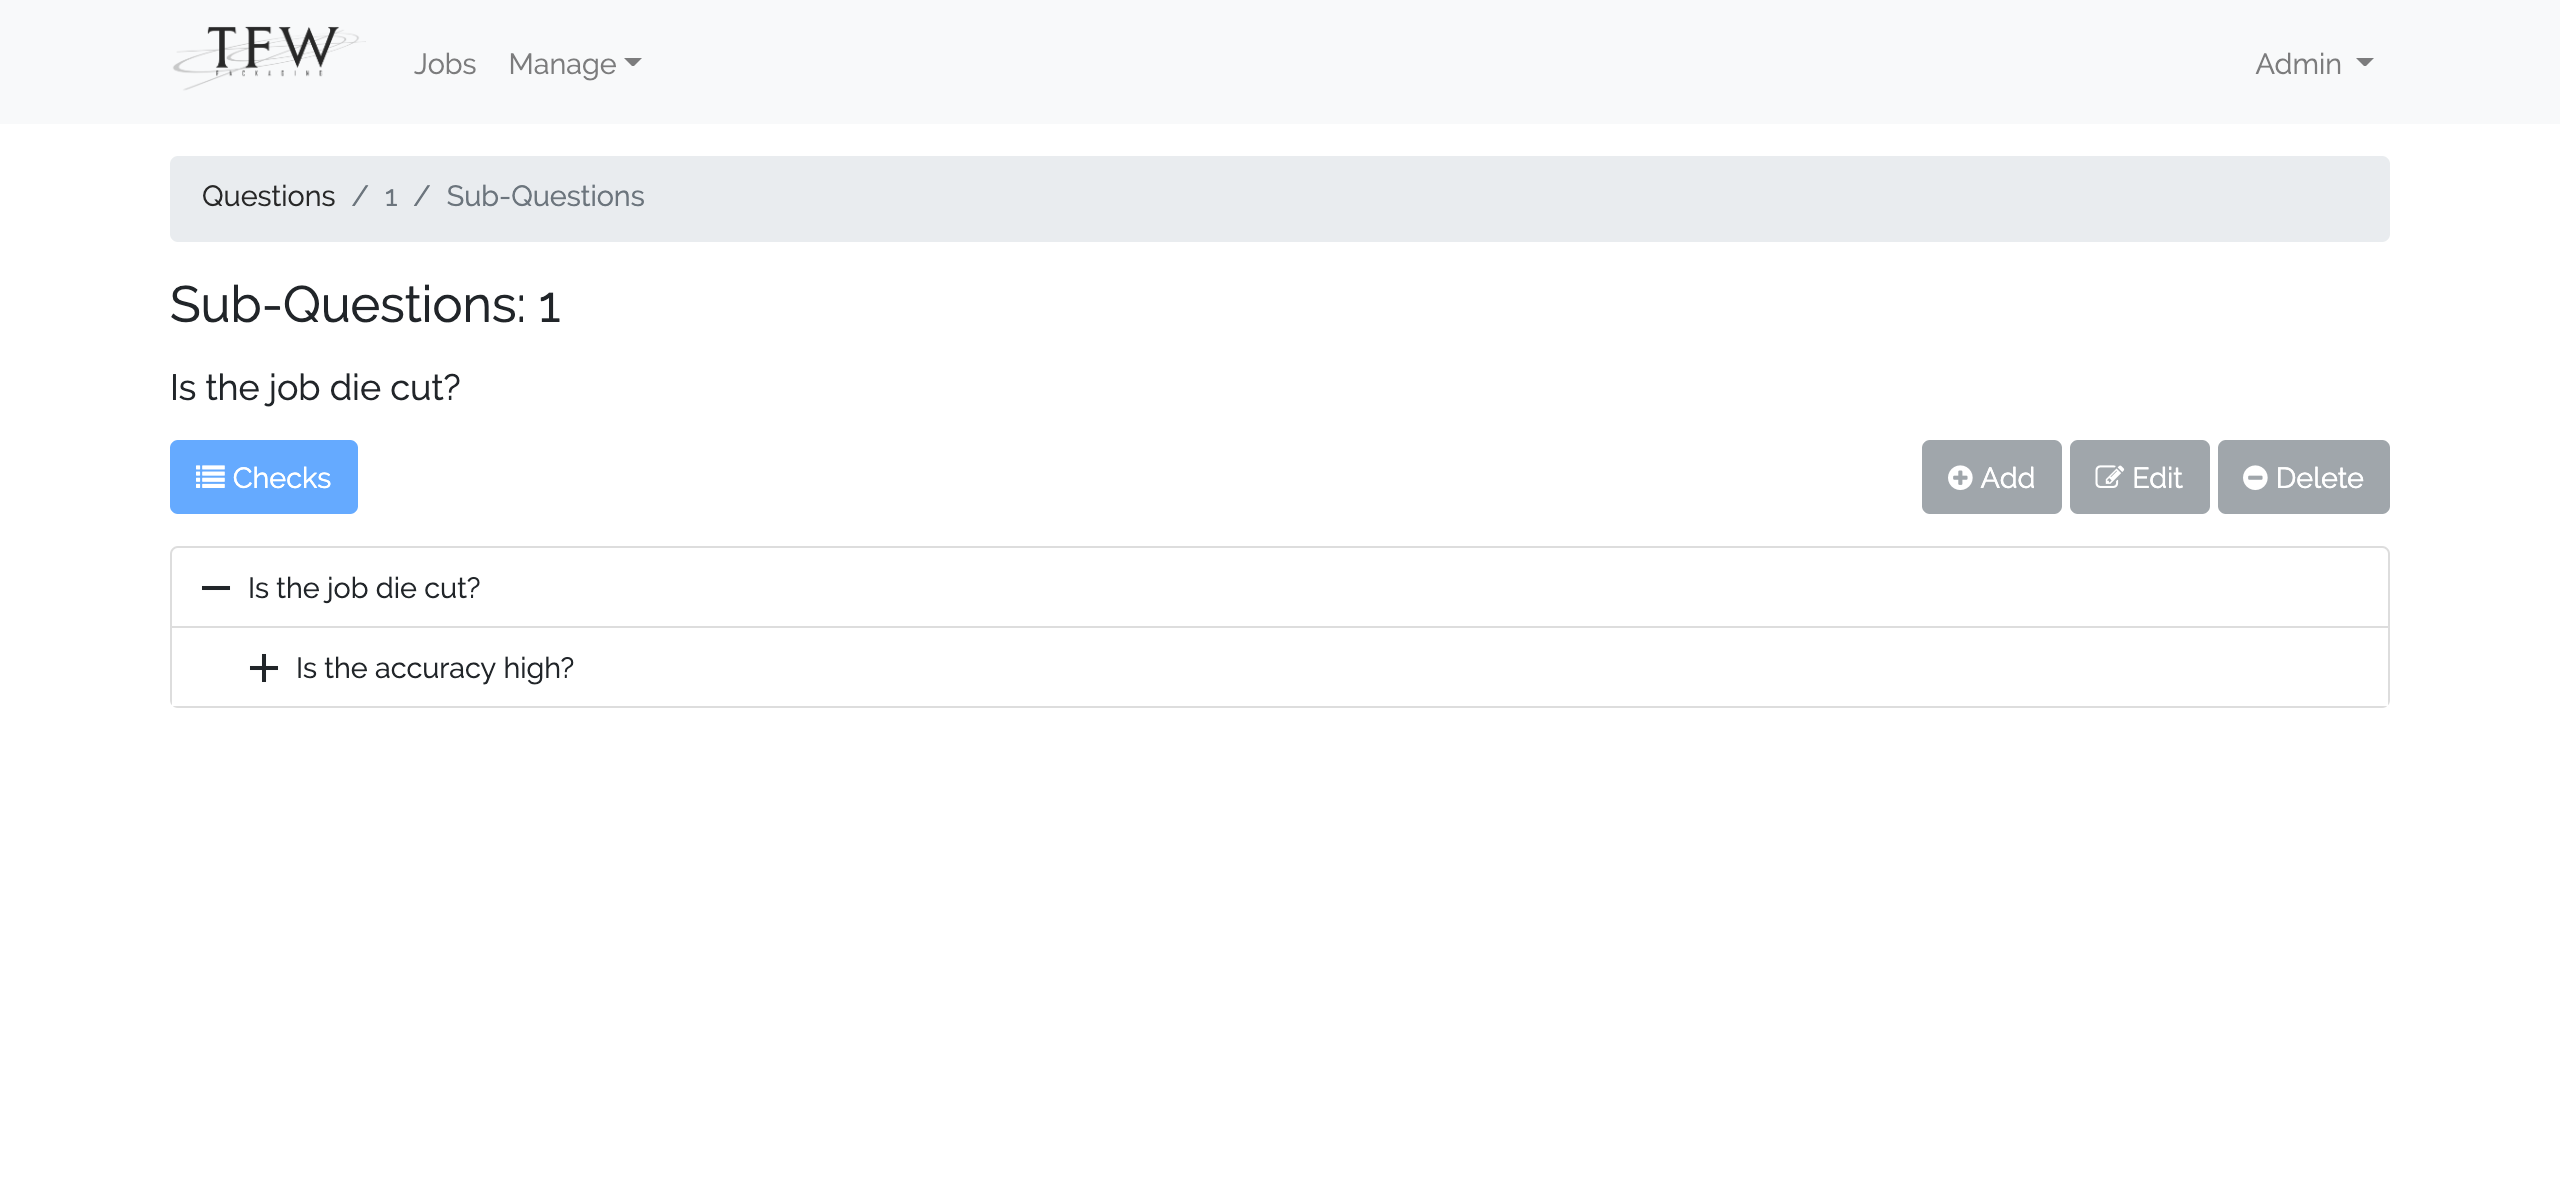 TFW
PACKAGING
Jobs Manage Admin
Questions / 1 / Sub-Questions
Sub-Questions: 1
Is the job die cut?
Checks Add Edit Delete
Is the job die cut?
Is the accuracy high?